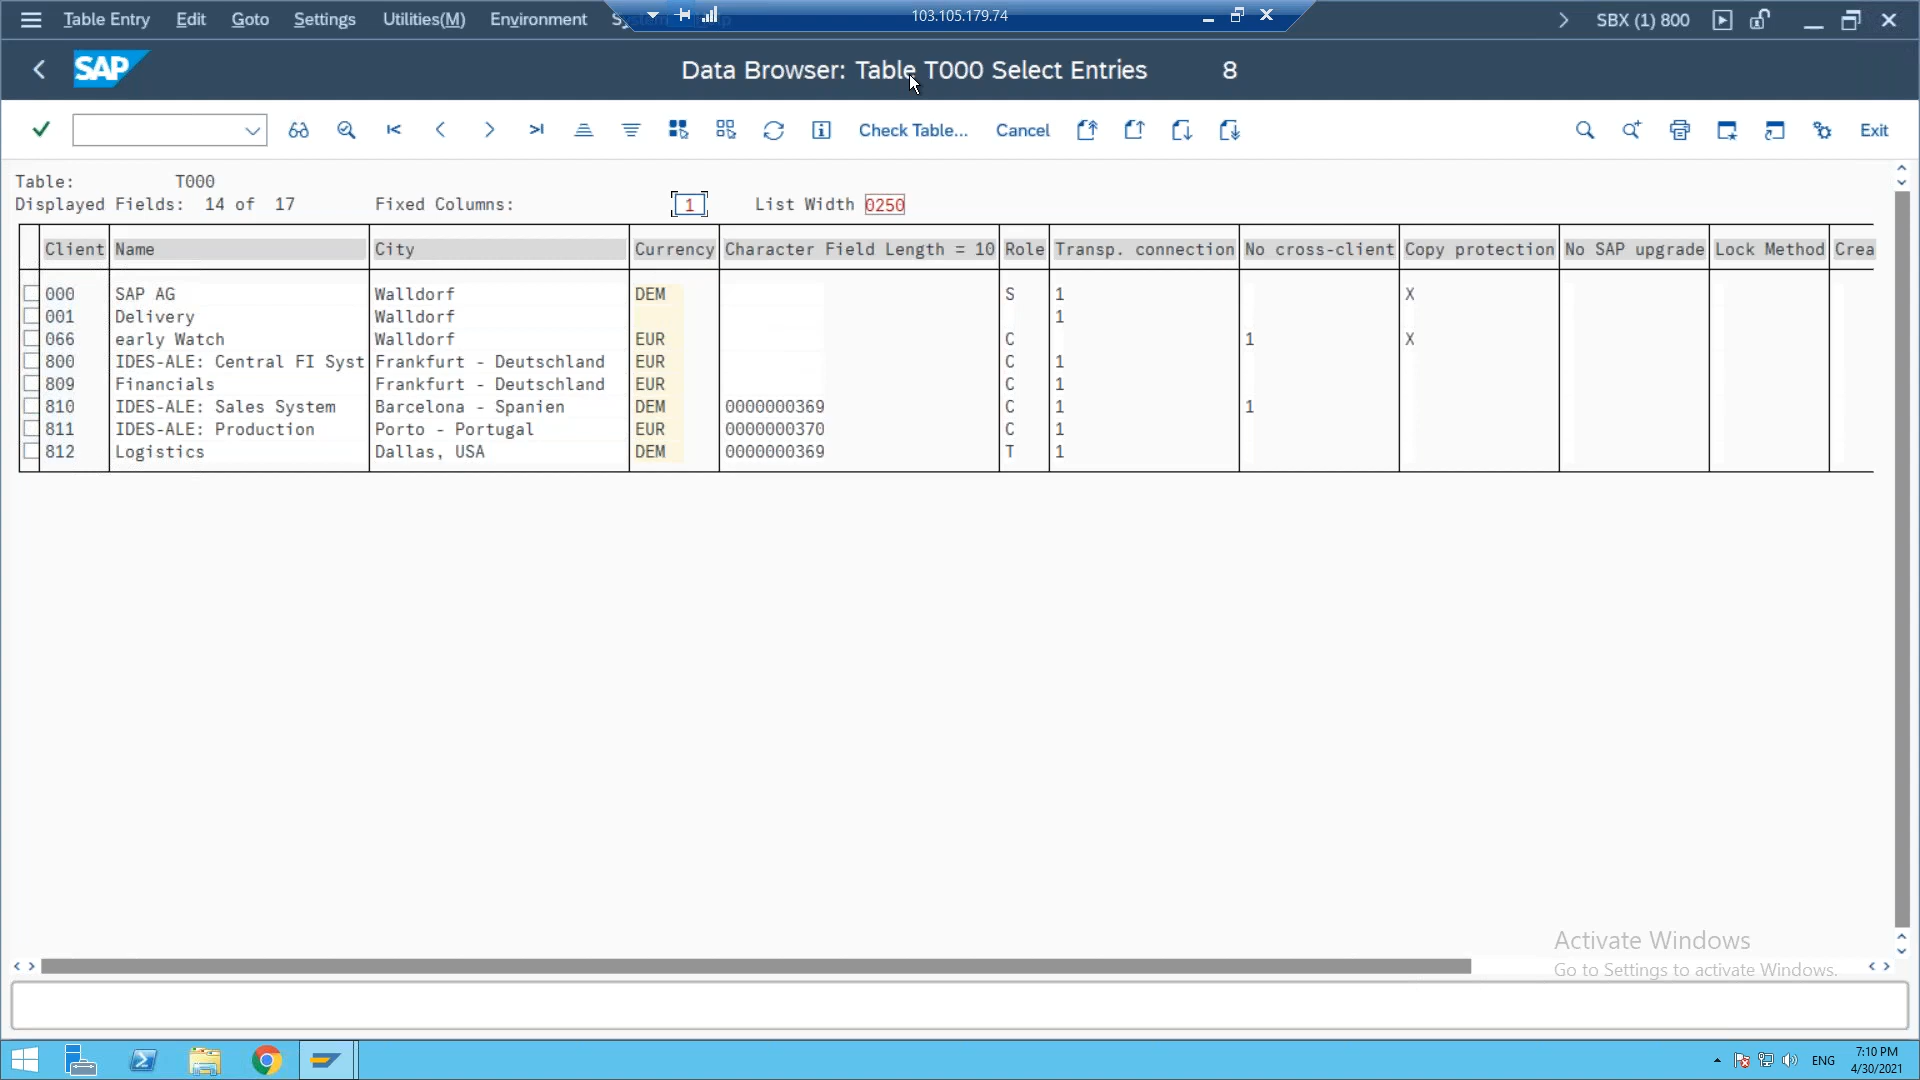 Table Entry Edit Goto Settings Utilities(M) Environment 103.105.179.74 SBX (1) 800
SAP Data Browser: Table T000 Select Entries 8
Check Table... Cancel Exit
Table: T000
Displayed Fields: 14 of 17 Fixed Columns: 1 List Width 0250
Client Name City Currency Character Field Length = 10 Role Transp. connection No cross-client Copy protection No SAP upgrade Lock Method Crea
000 SAP AG Walldorf DEM S 1 X
001 Delivery Walldorf 1
066 early Watch Walldorf EUR C 1 X
800 IDES-ALE: Central FI Syst Frankfurt - Deutschland EUR C 1
809 Financials Frankfurt - Deutschland EUR C 1
810 IDES-ALE: Sales System Barcelona - Spanien DEM 0000000369 C 1 1
811 IDES-ALE: Production Porto - Portugal EUR 0000000370 C 1
812 Logistics Dallas, USA DEM 0000000369 T 1
Activate Windows
Go to Settings to activate Windows.
ENG 7:10 PM
4/30/2021